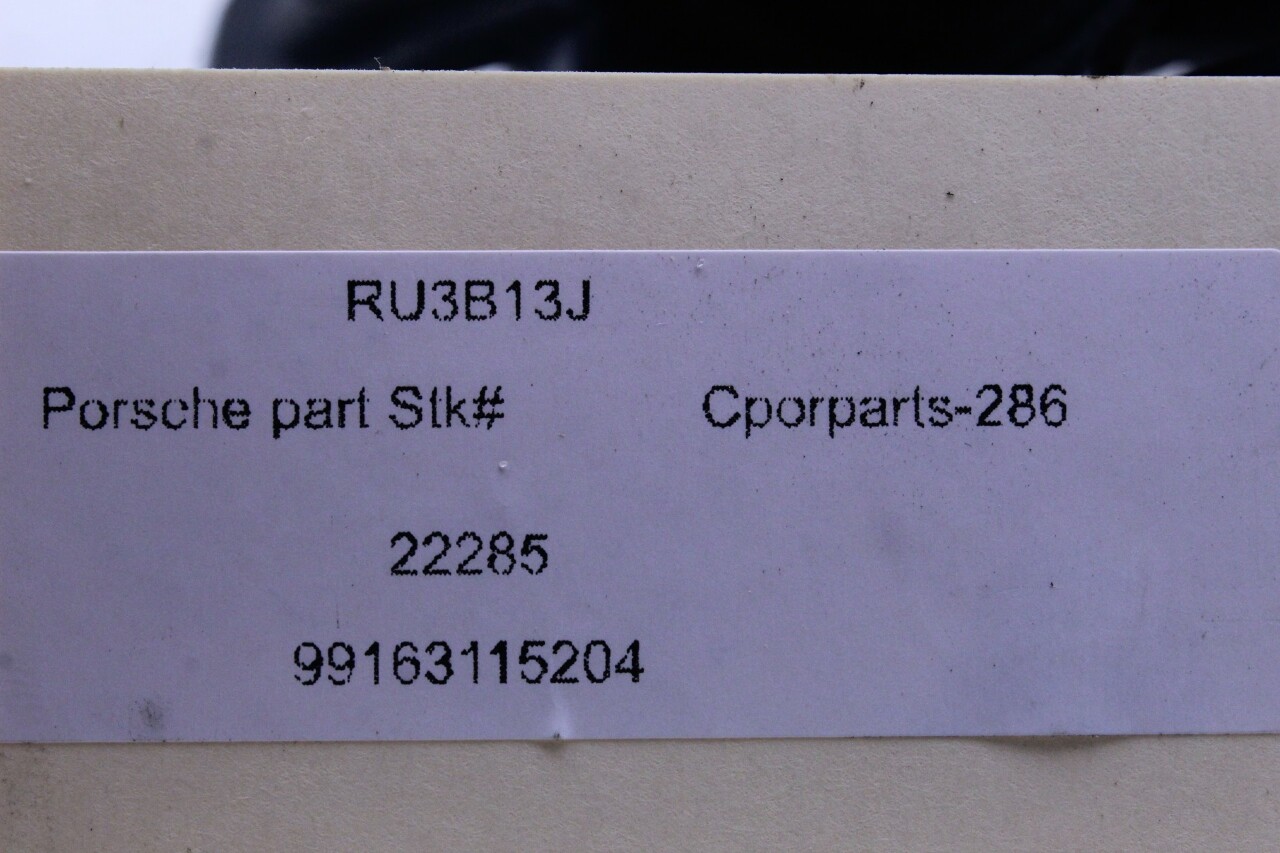 RU3B13J
Porsche part Stk# Cporparts-286
22285
99163115204